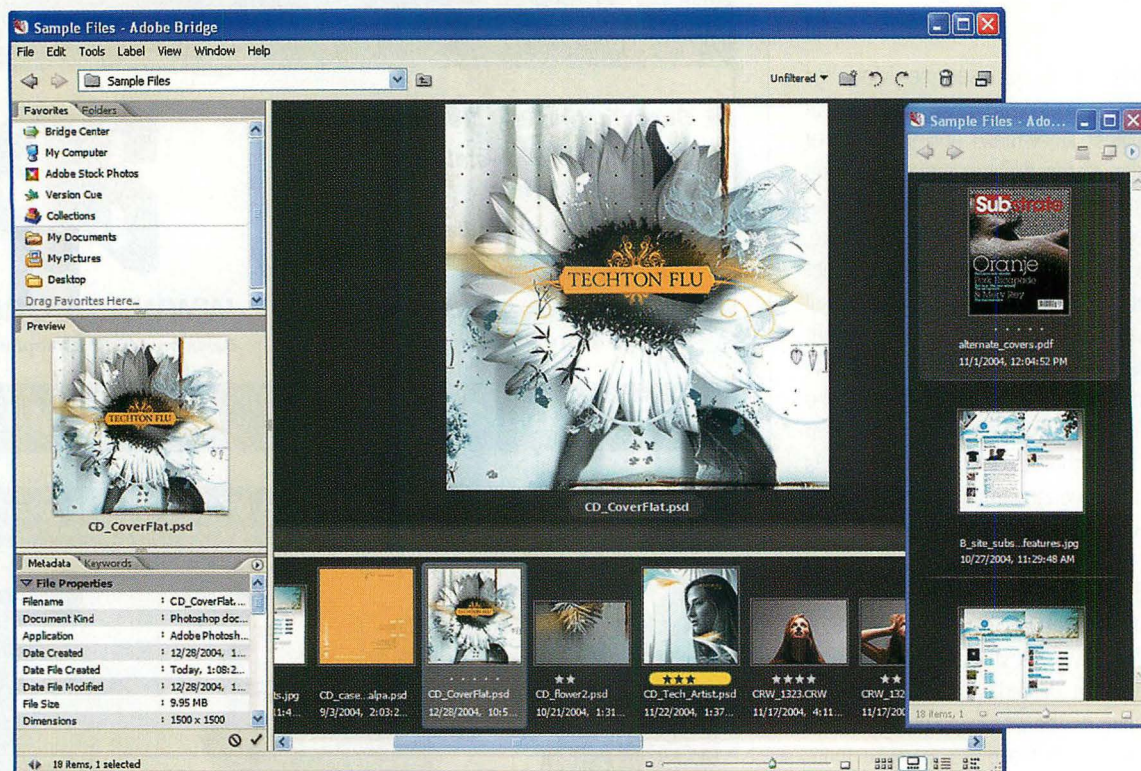 Sample Files - Adobe Bridge
File Edit Tools Label View Window Help
Sample Files
Unfiltered
Favorites Folders
Bridge Center
My Computer
Adobe Stock Photos
Version Cue
Collections
My Documents
My Pictures
Desktop
Drag Favorites Here...
Preview
TECHTON FLU
CD_CoverFlat.psd
Metadata Keywords
File Properties
Filename : CD_CoverFlat....
Document Kind : Photoshop doc...
Application : Adobe Photosh...
Date Created : 12/28/2004, 1...
Date File Created : Today, 1:08:2...
Date File Modified : 12/28/2004, 1...
File Size : 9.95 MB
Dimensions : 1500 x 1500
18 items, 1 selected
TECHTON FLU
CD_CoverFlat.psd
ts.jpg
11:4...
CD_case...alpa.psd
9/3/2004, 2:03:2...
CD_CoverFlat.psd
12/28/2004, 10:5...
CD_flower2.psd
10/21/2004, 1:31...
CD_Tech_Artist.psd
11/22/2004, 1:37...
CRW_1323.CRW
11/17/2004, 4:11...
CRW_132
11/17/200
Sample Files - Ado...
Substrate
Oranje
Perk Escapade
& Merv Rey
alternate_covers.pdf
11/1/2004, 12:04:52 PM
B_site_subs...features.jpg
10/27/2004, 11:29:48 AM
18 items, 1